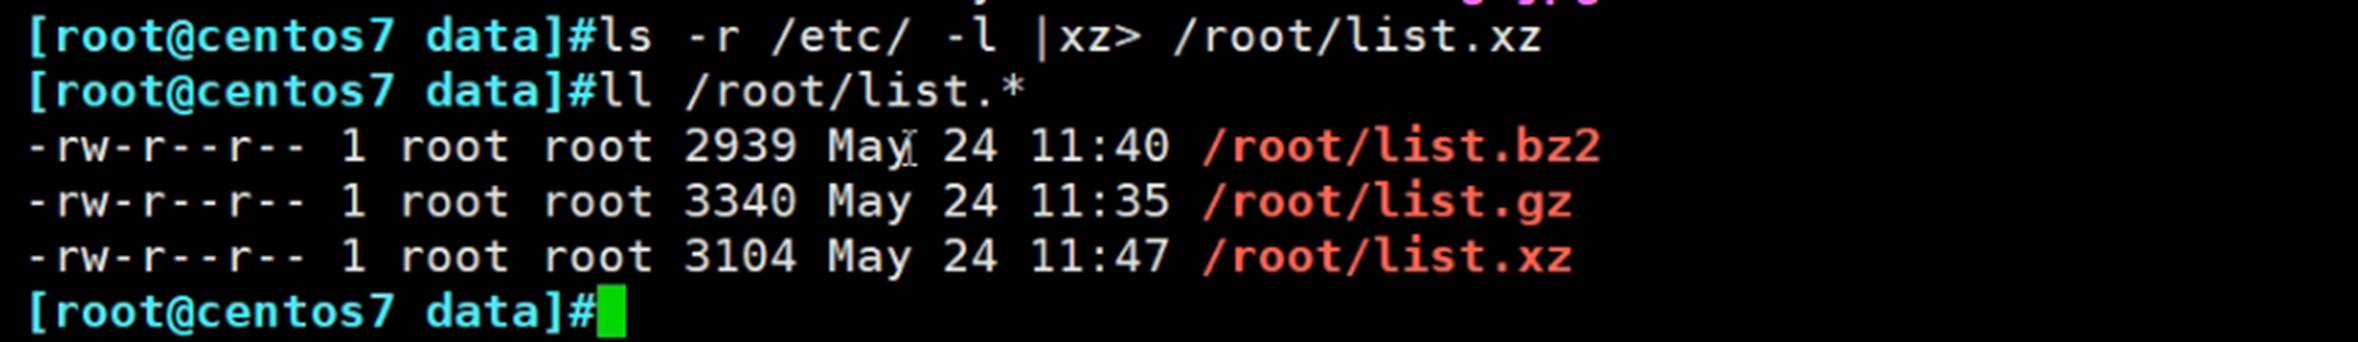 [root@centos7 data]#ls -r /etc/ -l |xz> /root/list.xz
[root@centos7 data]#ll /root/list.*
-rw-r--r-- 1 root root 2939 May 24 11:40 /root/list.bz2
-rw-r--r-- 1 root root 3340 May 24 11:35 /root/list.gz
-rw-r--r-- 1 root root 3104 May 24 11:47 /root/list.xz
[root@centos7 data]#